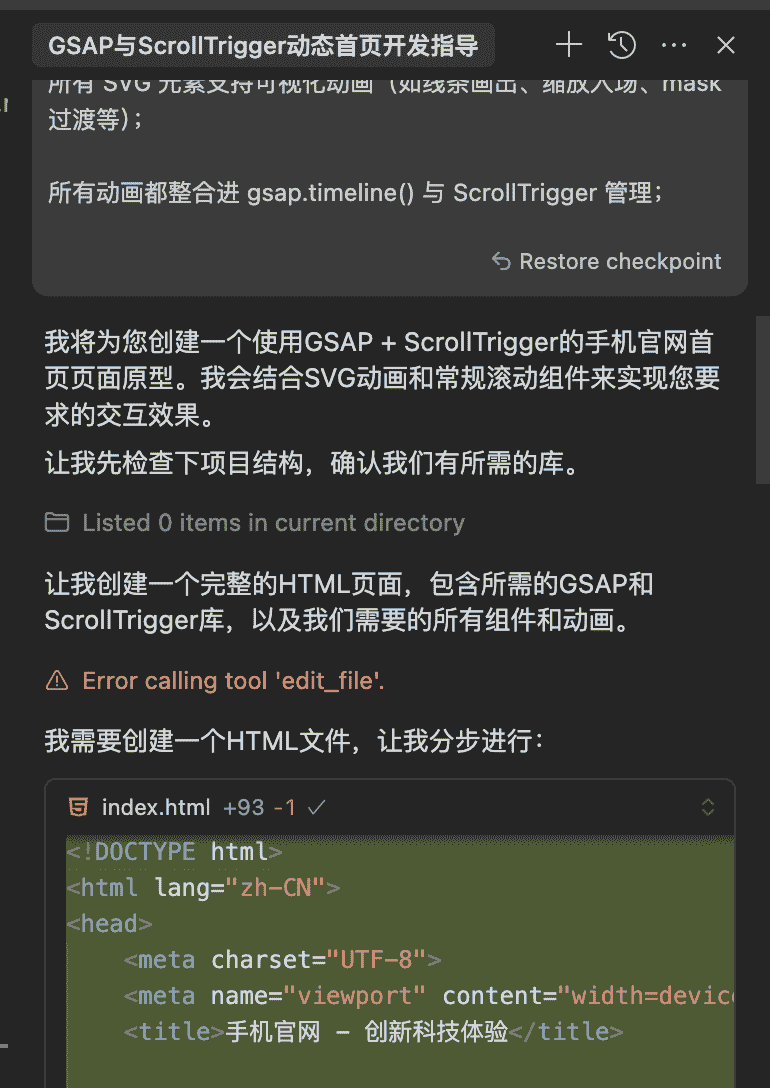 GSAP与ScrollTrigger动态首页开发指导
所有 SVG 元素支持可视化动画（如线条画出、缩放入场、mask
过渡等）；
所有动画都整合进 gsap.timeline() 与 ScrollTrigger 管理；
Restore checkpoint
我将为您创建一个使用GSAP + ScrollTrigger的手机官网首
页页面原型。我会结合SVG动画和常规滚动组件来实现您要
求的交互效果。
让我先检查下项目结构，确认我们有所需的库。
Listed 0 items in current directory
让我创建一个完整的HTML页面，包含所需的GSAP和
ScrollTrigger库，以及我们需要的所有组件和动画。
Error calling tool 'edit_file'.
我需要创建一个HTML文件，让我分步进行：
index.html +93 -1
<!DOCTYPE html>
<html lang="zh-CN">
<head>
<meta charset="UTF-8">
<meta name="viewport" content="width=device
<title>手机官网 - 创新科技体验</title>